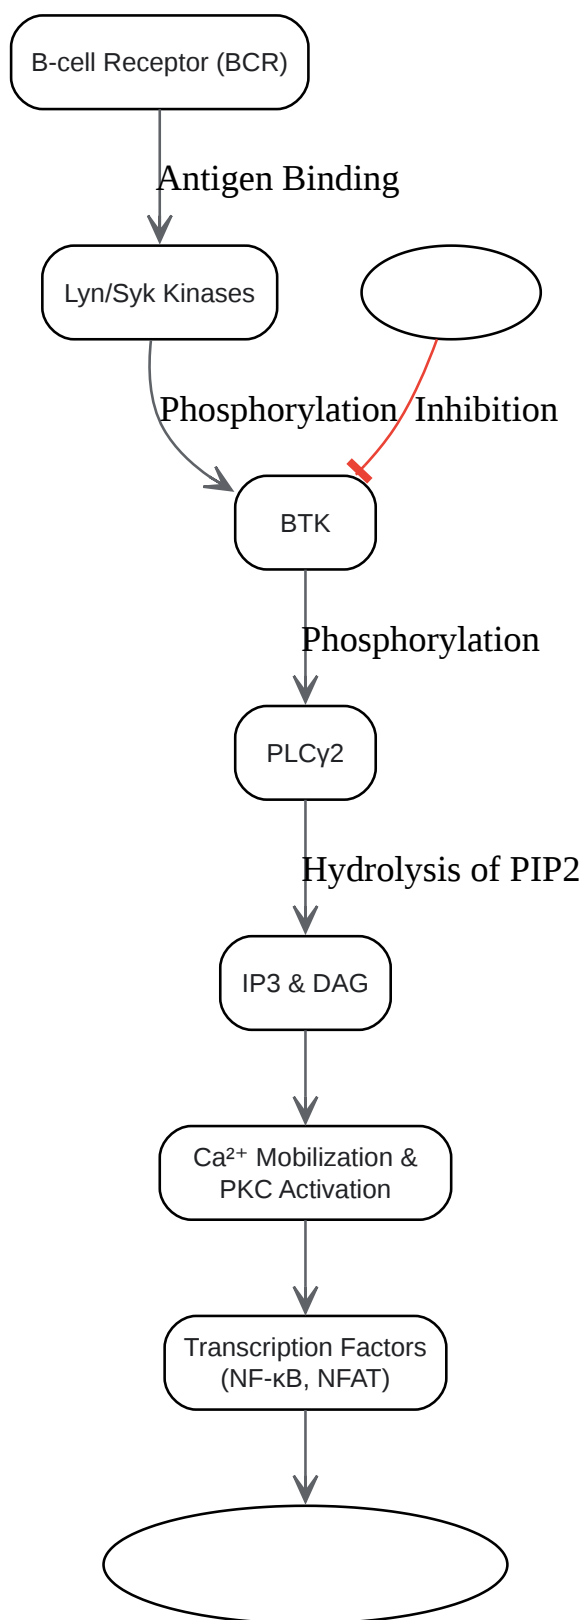 B-cell Receptor (BCR)
Antigen Binding
Lyn/Syk Kinases
Phosphorylation
Inhibition
BTK
Phosphorylation
PLCγ2
Hydrolysis of PIP2
IP3 & DAG
Ca²⁺ Mobilization &
PKC Activation
Transcription Factors
(NF-κB, NFAT)